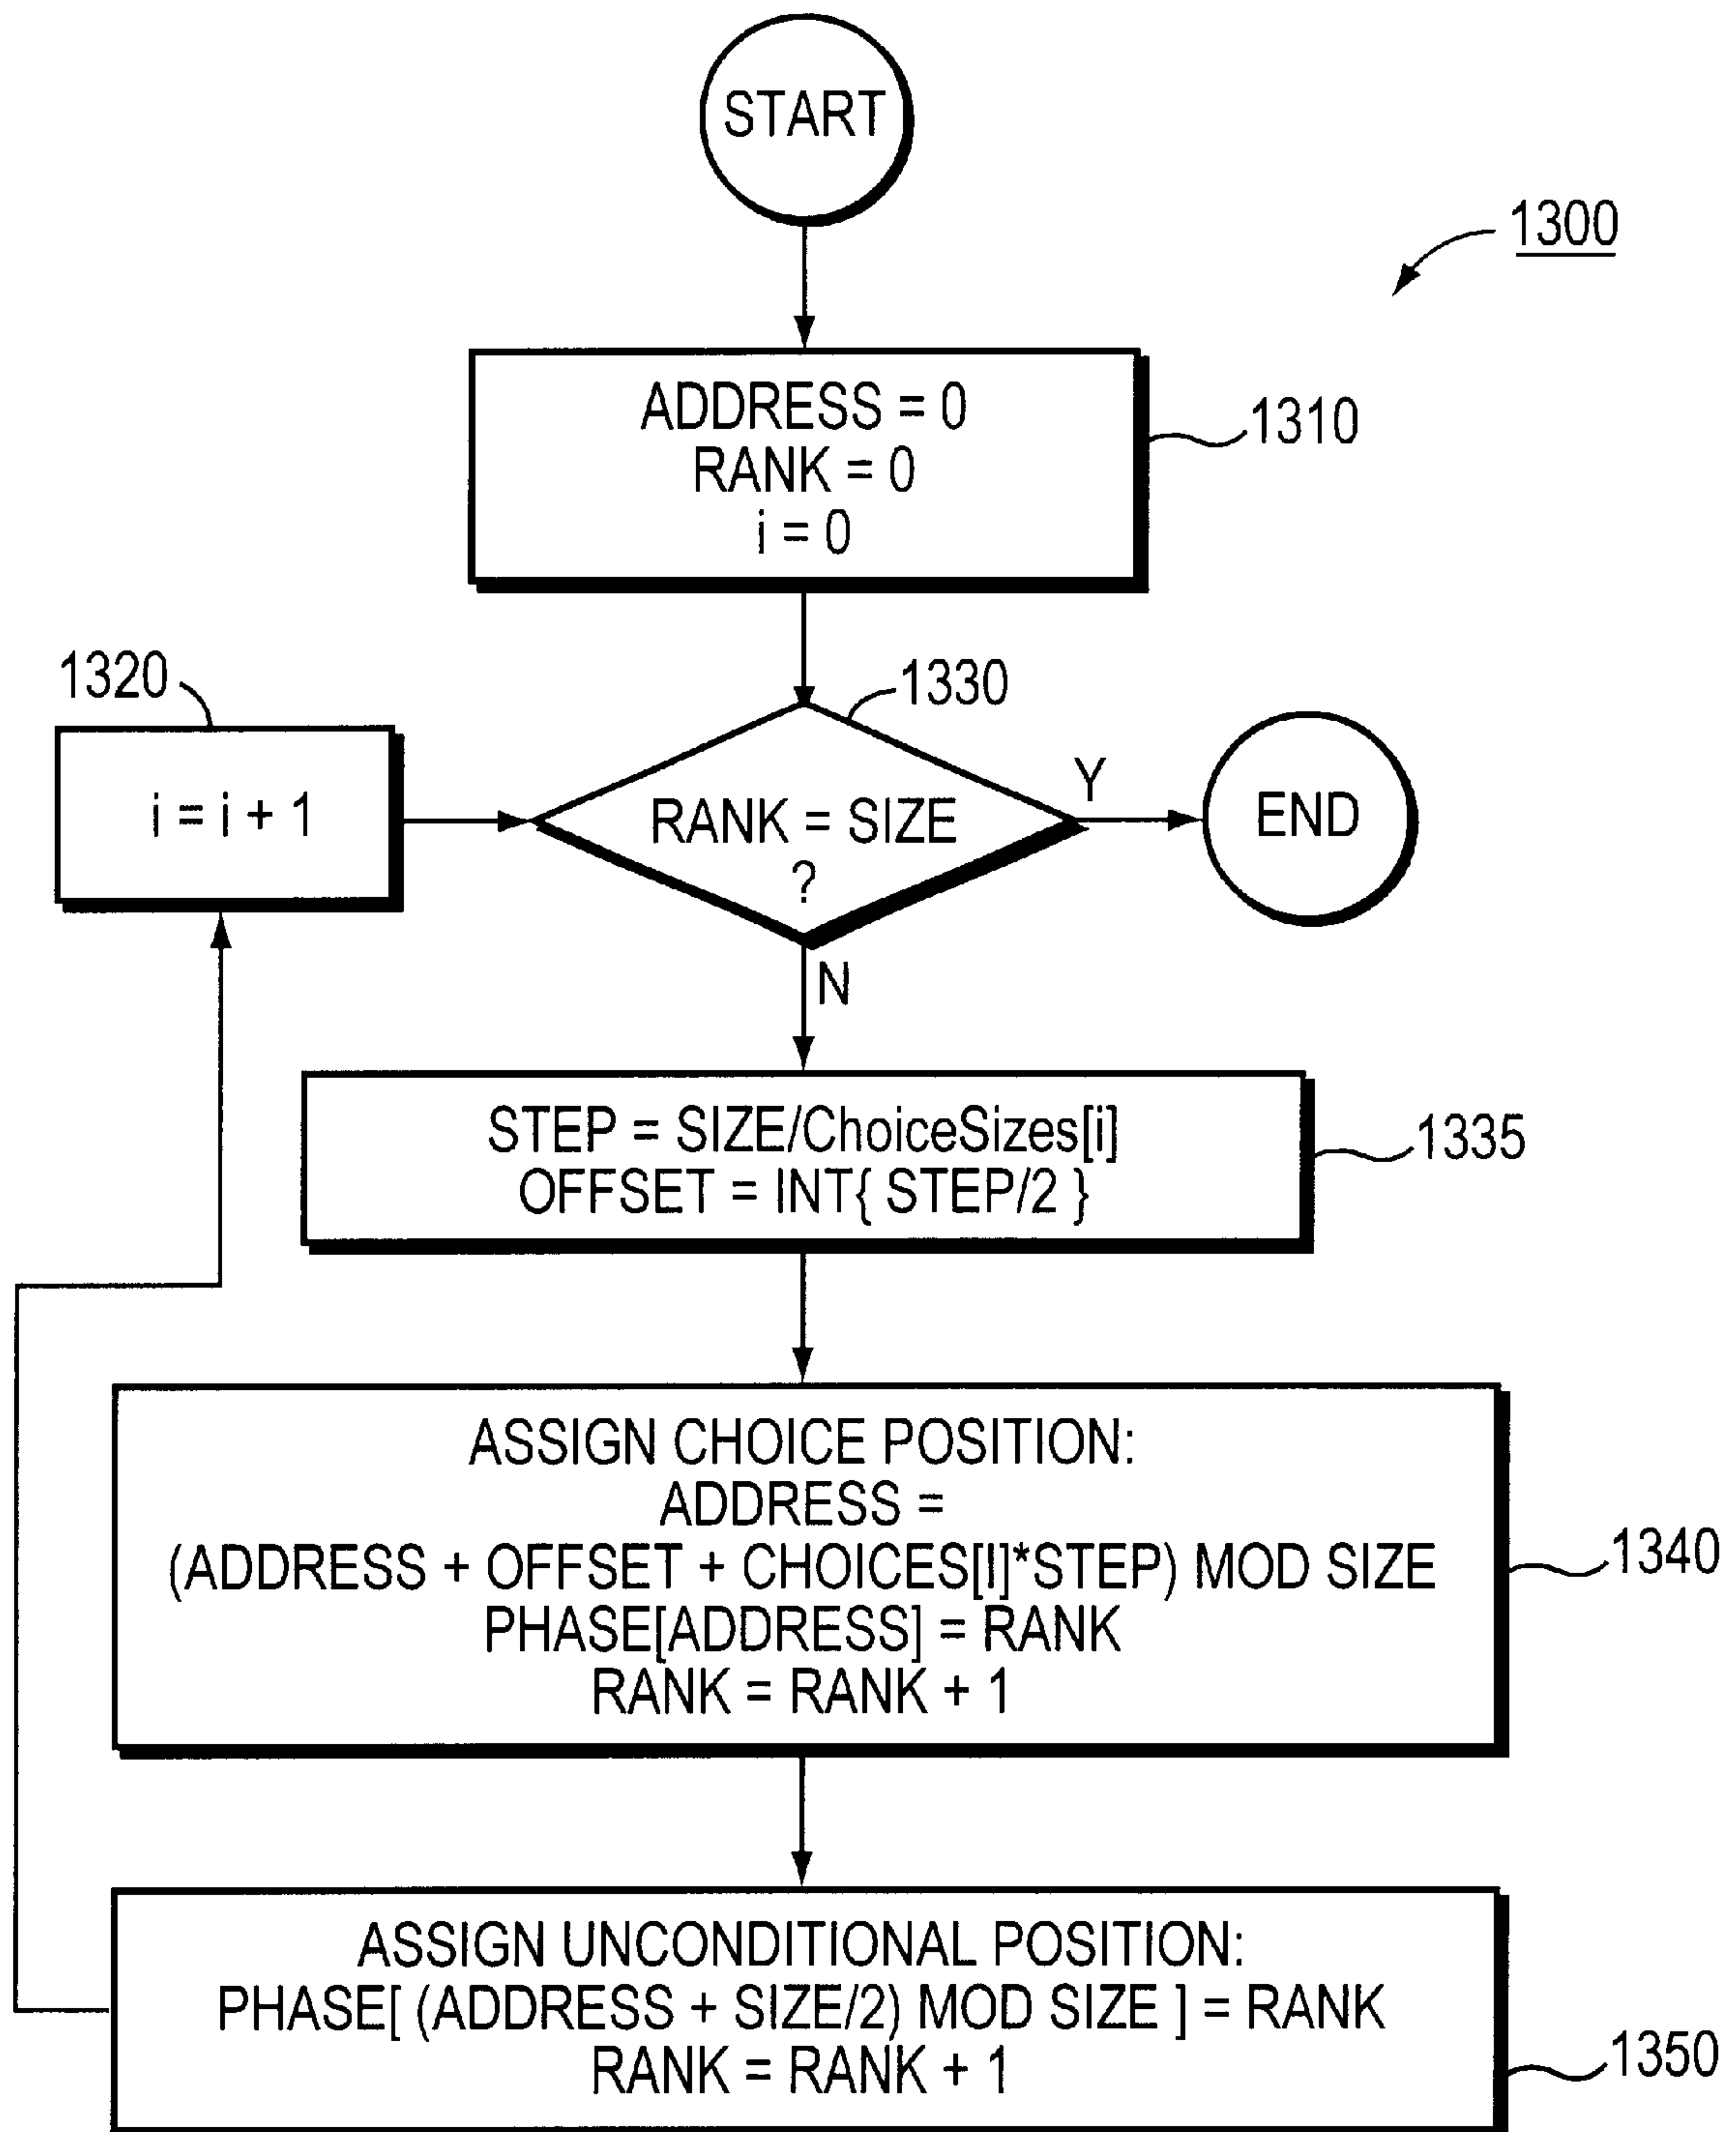 START
1300
ADDRESS = 0
RANK = 0
i = 0
1310
1320
i = i + 1
1330
RANK = SIZE
?
Y
END
N
STEP = SIZE/ChoiceSizes[i]
OFFSET = INT{ STEP/2 }
1335
ASSIGN CHOICE POSITION:
ADDRESS =
(ADDRESS + OFFSET + CHOICES[I]*STEP) MOD SIZE
PHASE[ADDRESS] = RANK
RANK = RANK + 1
1340
ASSIGN UNCONDITIONAL POSITION:
PHASE[ (ADDRESS + SIZE/2) MOD SIZE ] = RANK
RANK = RANK + 1
1350